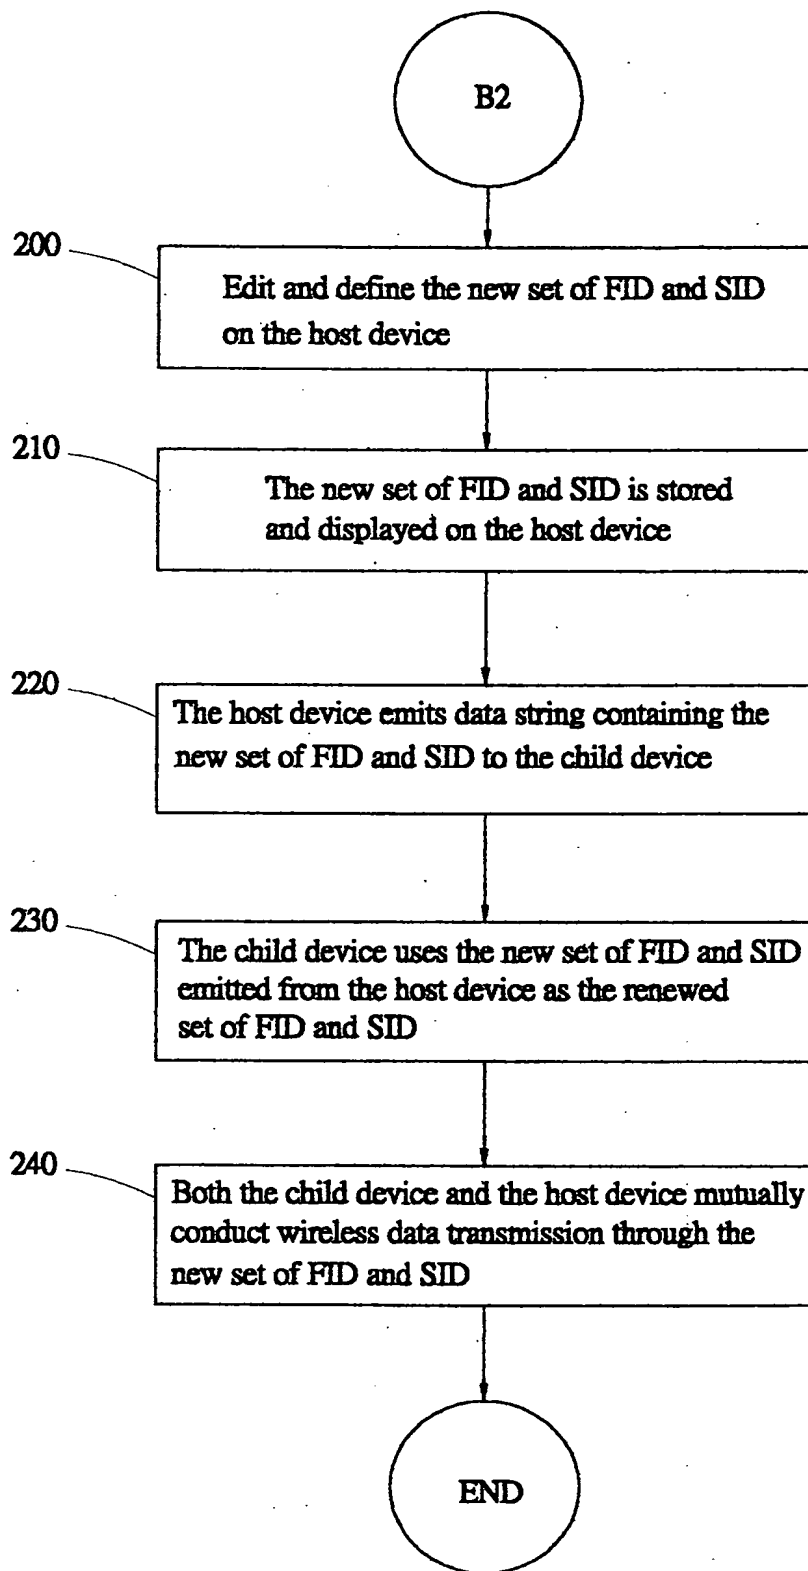 B2
200
Edit and define the new set of FID and SID
on the host device
210
The new set of FID and SID is stored
and displayed on the host device
220
The host device emits data string containing the
new set of FID and SID to the child device
230
The child device uses the new set of FID and SID
emitted from the host device as the renewed
set of FID and SID
240
Both the child device and the host device mutually
conduct wireless data transmission through the
new set of FID and SID
END